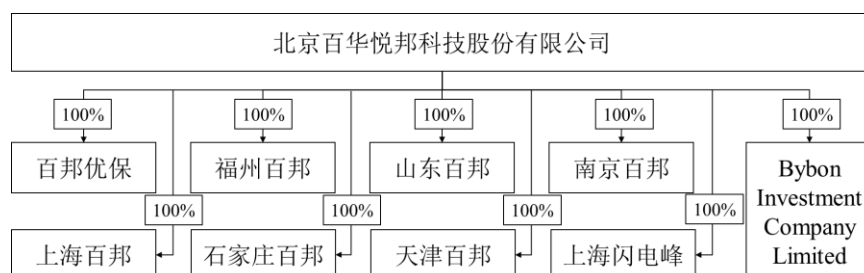 北京百华悦邦科技股份有限公司
100%
100%
100%
100%
100%
百邦优保
福州百邦
山东百邦
南京百邦
Bybon
Investment
Company
Limited
100%
100%
100%
100%
上海百邦
石家庄百邦
天津百邦
上海闪电峰